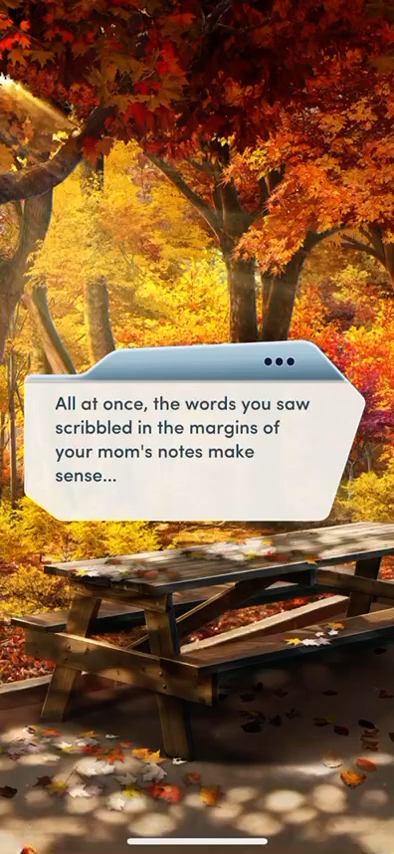 All at once, the words you saw
scribbled in the margins of
your mom's notes make
sense...